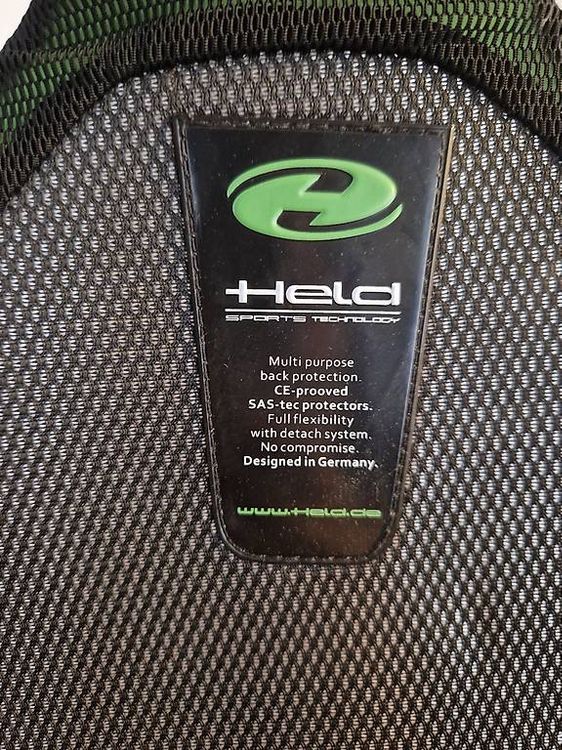 Held
SPORTS TECHNOLOGY
Multi purpose
back protection.
CE-prooved
SAS-tec protectors.
Full flexibility
with detach system.
No compromise.
Designed in Germany.
www.Held.de